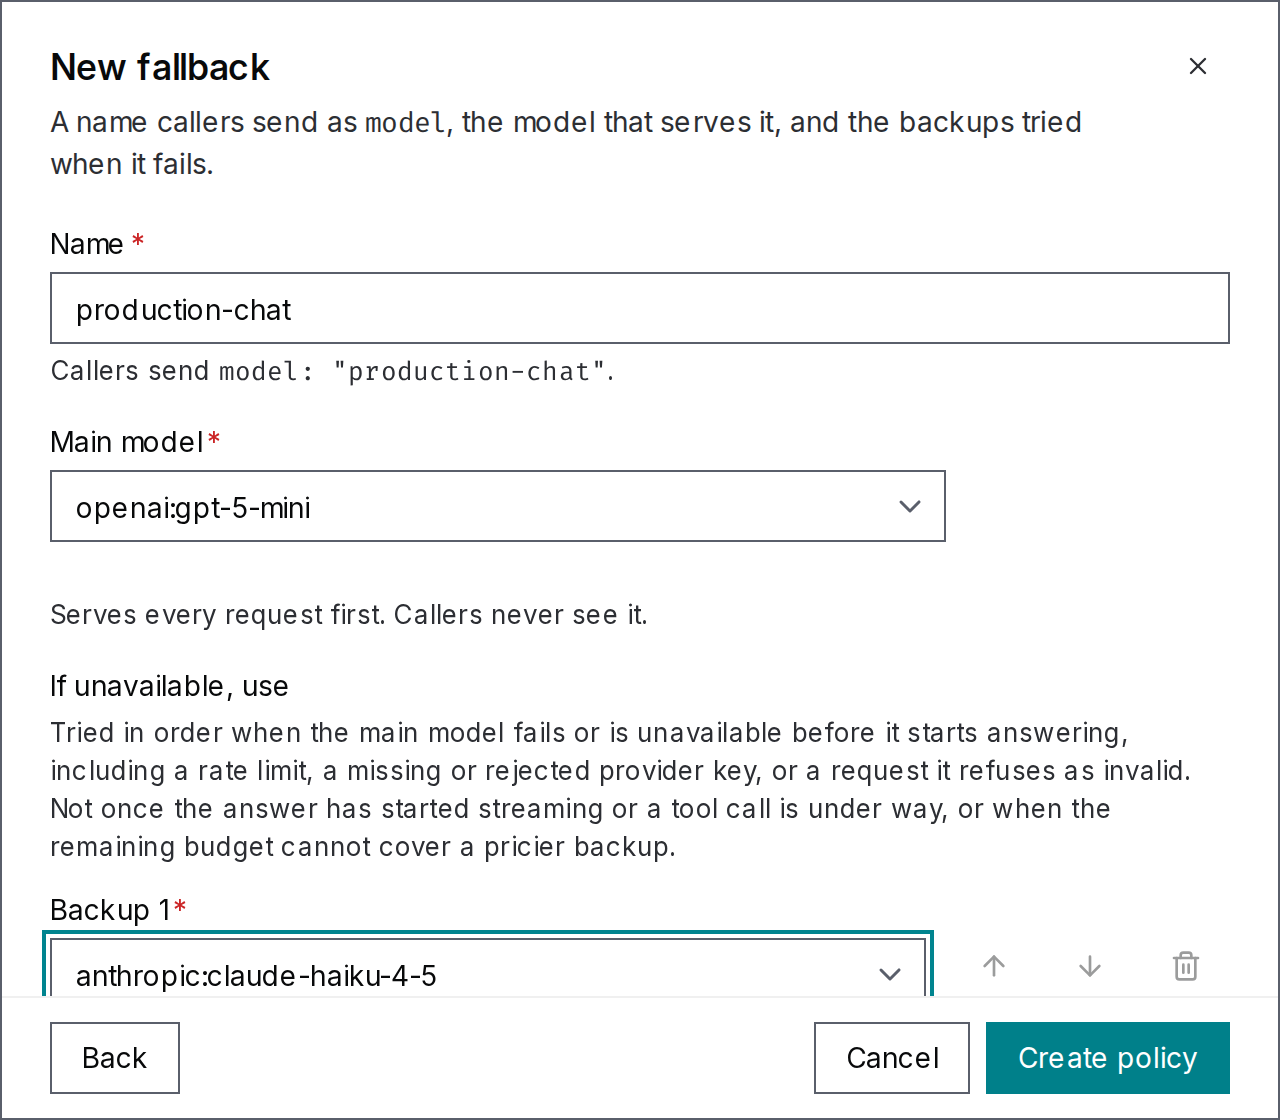 New fallback
A name callers send as model, the model that serves it, and the backups tried
when it fails.
Name *
production-chat
Callers send model: "production-chat".
Main model *
openai:gpt-5-mini
Serves every request first. Callers never see it.
If unavailable, use
Tried in order when the main model fails or is unavailable before it starts answering,
including a rate limit, a missing or rejected provider key, or a request it refuses as invalid.
Not once the answer has started streaming or a tool call is under way, or when the
remaining budget cannot cover a pricier backup.
Backup 1 *
anthropic:claude-haiku-4-5
Back
Cancel
Create policy